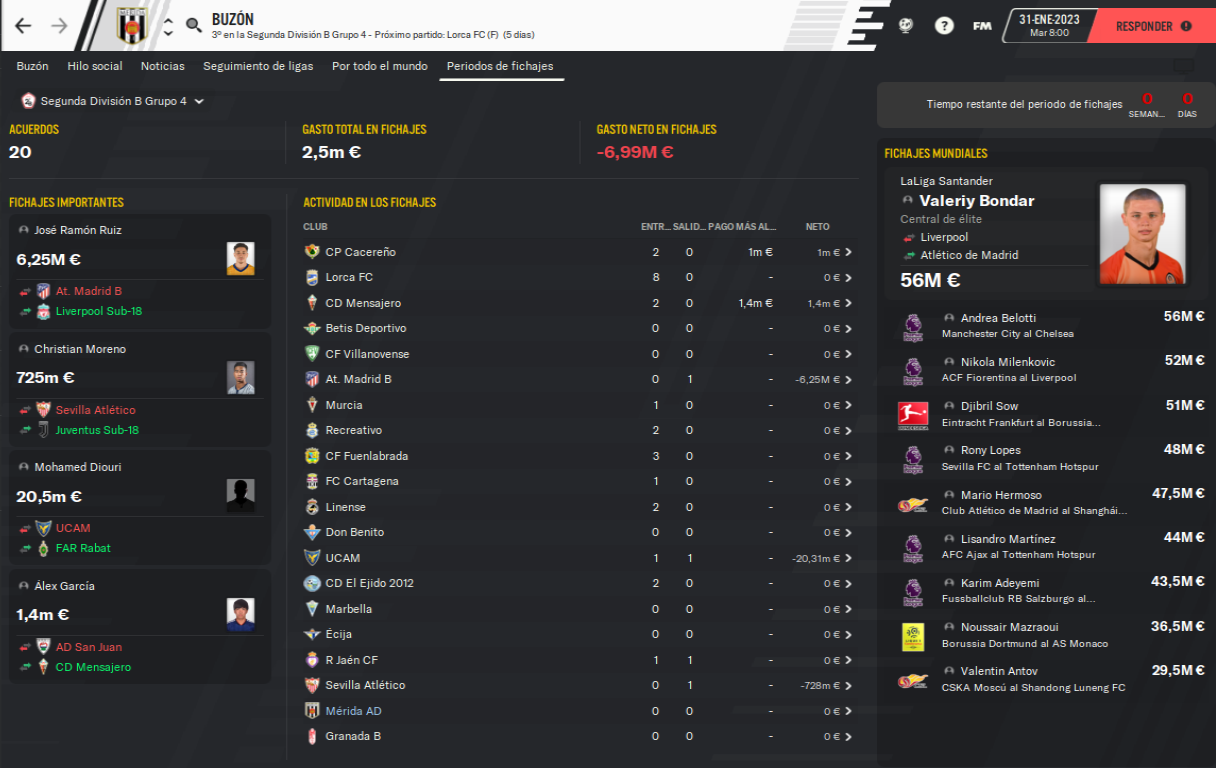 BUZÓN
3º en la Segunda División B Grupo 4 - Próximo partido: Lorca FC (F) (5 días)
?
FM
31-ENE-2023
Mar 8:00
RESPONDER
Buzón Hilo social Noticias Seguimiento de ligas Por todo el mundo Periodos de fichajes
Segunda División B Grupo 4
Tiempo restante del periodo de fichajes 0 SEMAN... 0 DÍAS
ACUERDOS
20
GASTO TOTAL EN FICHAJES
2,5m €
GASTO NETO EN FICHAJES
-6,99M €
FICHAJES IMPORTANTES
José Ramón Ruiz
6,25M €
At. Madrid B
Liverpool Sub-18
Christian Moreno
725m €
Sevilla Atlético
Juventus Sub-18
Mohamed Diouri
20,5m €
UCAM
FAR Rabat
Álex García
1,4m €
AD San Juan
CD Mensajero
ACTIVIDAD EN LOS FICHAJES
CLUB ENTR... SALID... PAGO MÁS AL... NETO
CP Cacereño 2 0 1m € 1m €
Lorca FC 8 0 - 0 €
CD Mensajero 2 0 1,4m € 1,4m €
Betis Deportivo 0 0 - 0 €
CF Villanovense 0 0 - 0 €
At. Madrid B 0 1 - -6,25M €
Murcia 1 0 - 0 €
Recreativo 2 0 - 0 €
CF Fuenlabrada 3 0 - 0 €
FC Cartagena 1 0 - 0 €
Linense 2 0 - 0 €
Don Benito 0 0 - 0 €
UCAM 1 1 - -20,31m €
CD El Ejido 2012 2 0 - 0 €
Marbella 0 0 - 0 €
Écija 0 0 - 0 €
R Jaén CF 1 1 - 0 €
Sevilla Atlético 0 1 - -728m €
Mérida AD 0 0 - 0 €
Granada B 0 0 - 0 €
FICHAJES MUNDIALES
LaLiga Santander
Valeriy Bondar
Central de élite
Liverpool
Atlético de Madrid
56M €
Andrea Belotti 56M €
Manchester City al Chelsea
Nikola Milenkovic 52M €
ACF Fiorentina al Liverpool
Djibril Sow 51M €
Eintracht Frankfurt al Borussia...
Rony Lopes 48M €
Sevilla FC al Tottenham Hotspur
Mario Hermoso 47,5M €
Club Atlético de Madrid al Shanghái...
Lisandro Martínez 44M €
AFC Ajax al Tottenham Hotspur
Karim Adeyemi 43,5M €
Fussballclub RB Salzburgo al...
Noussair Mazraoui 36,5M €
Borussia Dortmund al AS Monaco
Valentin Antov 29,5M €
CSKA Moscú al Shandong Luneng FC